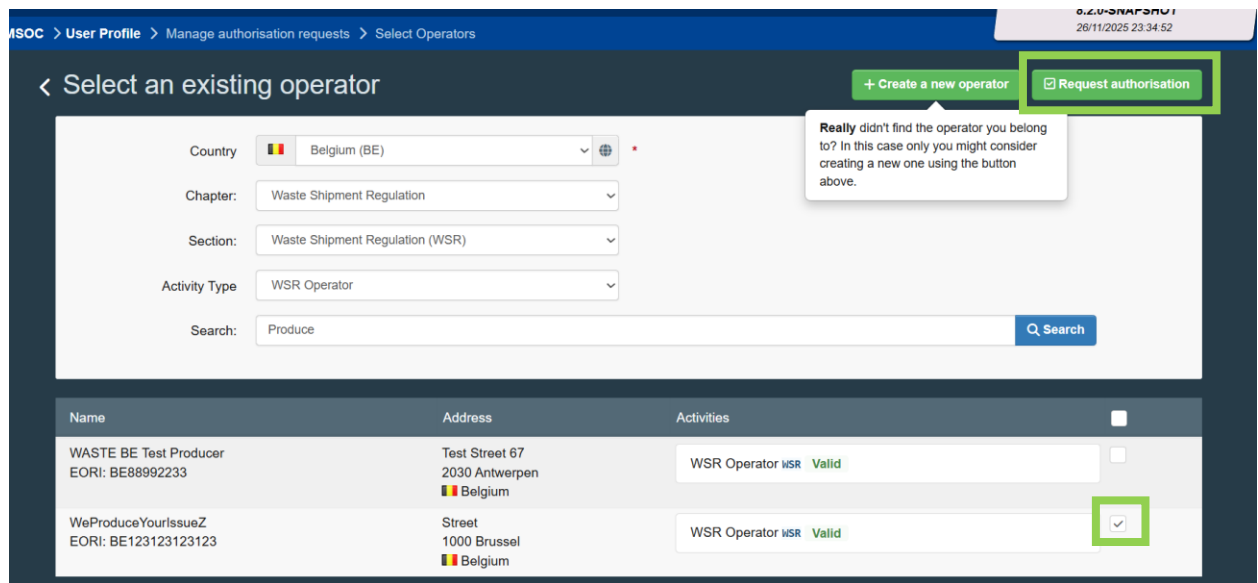 8.2.0-SNAPSHOT
26/11/2025 23:34:52
MSOC > User Profile > Manage authorisation requests > Select Operators
Select an existing operator
+ Create a new operator
Request authorisation
Really didn't find the operator you belong
to? In this case only you might consider
creating a new one using the button
above.
Country Belgium (BE) *
Chapter: Waste Shipment Regulation
Section: Waste Shipment Regulation (WSR)
Activity Type WSR Operator
Search: Produce Search
Name Address Activities
WASTE BE Test Producer Test Street 67
EORI: BE88992233 2030 Antwerpen WSR Operator WSR Valid
Belgium
WeProduceYourIssueZ Street
EORI: BE123123123123 1000 Brussel WSR Operator WSR Valid
Belgium